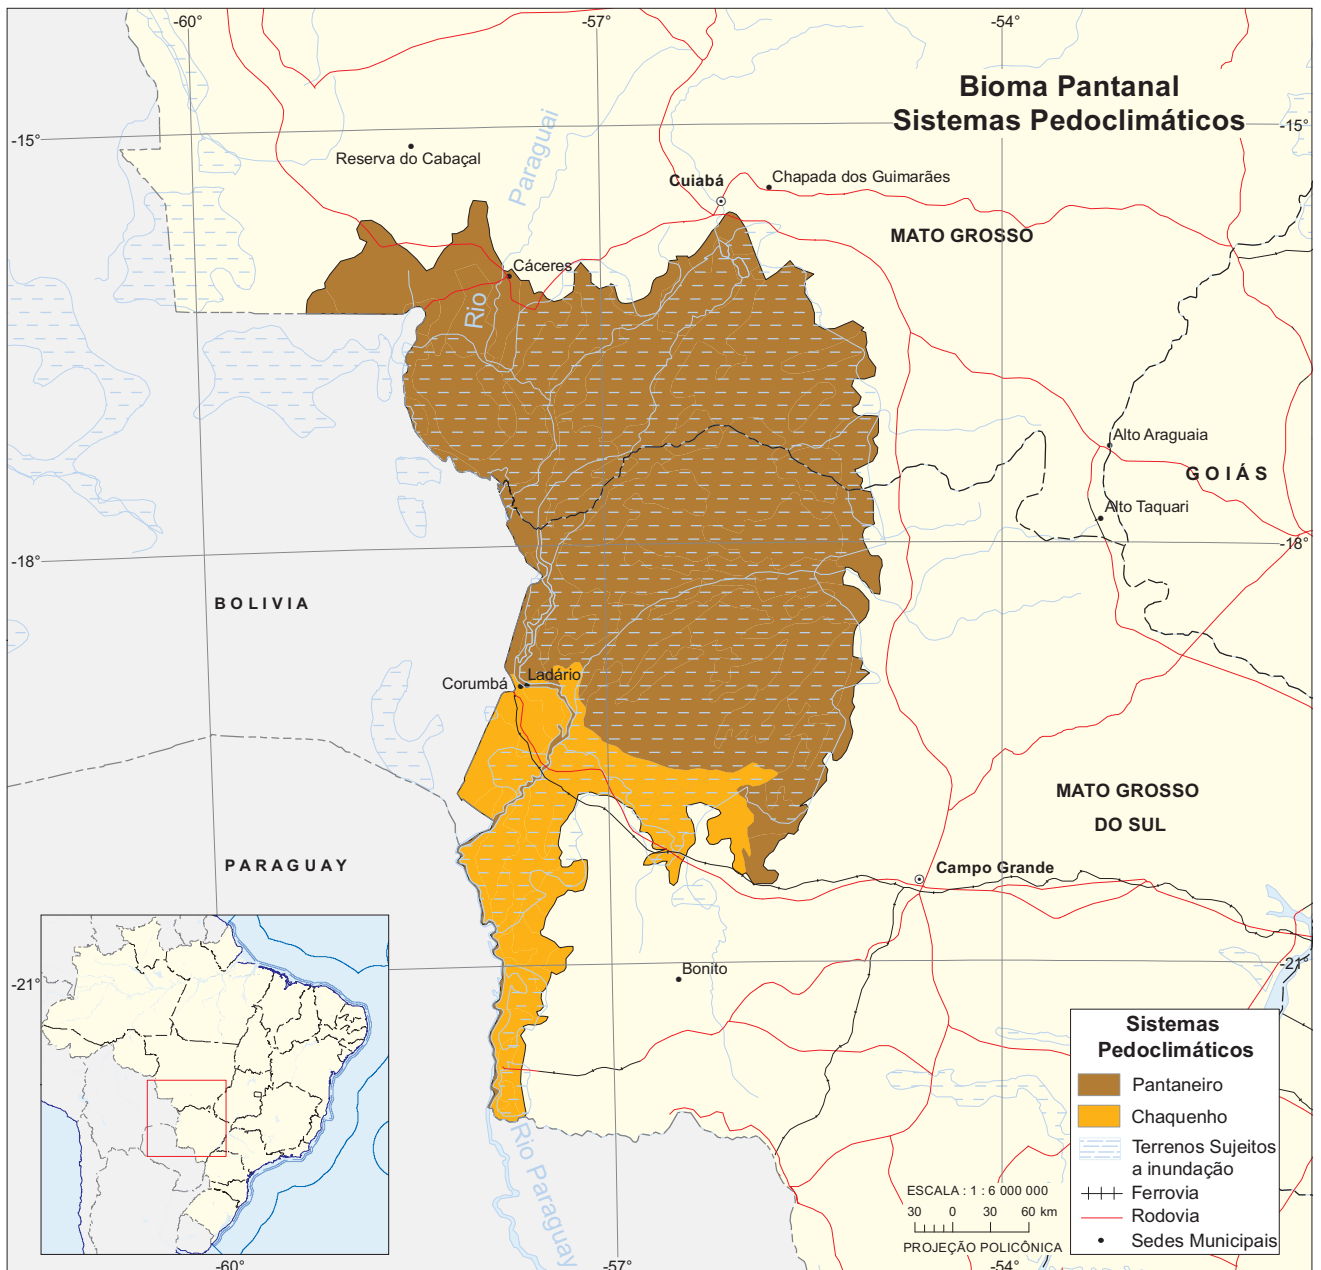 -60°
-57°
-54°
Bioma Pantanal
Sistemas Pedoclimáticos
-15°
-15°
Reserva do Cabaçal
Paraguai
Cuiabá
Chapada dos Guimarães
MATO GROSSO
Cáceres
Rio
Alto Araguaia
GOIÁS
Alto Taquari
-18°
-18°
BOLIVIA
Corumbá
Ladário
MATO GROSSO
DO SUL
PARAGUAY
Campo Grande
Bonito
-21°
-21°
Rio Paraguay
Sistemas
Pedoclimáticos
Pantaneiro
Chaquenho
Terrenos Sujeitos
a inundação
Ferrovia
Rodovia
Sedes Municipais
ESCALA : 1 : 6 000 000
30 0 30 60 km
PROJEÇÃO POLICÔNICA
-60°
-57°
-54°